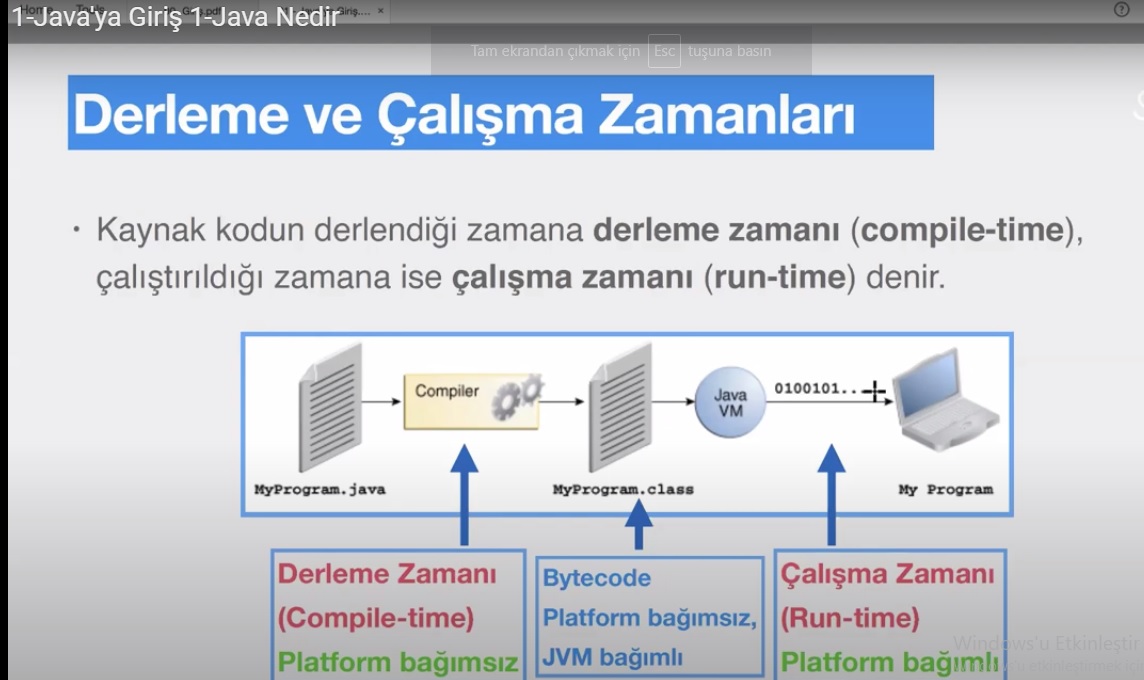 1-Java'ya Giriş 1-Java Nedir
Tam ekrandan çıkmak için Esc tuşuna basın
Derleme ve Çalışma Zamanları
• Kaynak kodun derlendiği zamana derleme zamanı (compile-time),
çalıştırıldığı zamana ise çalışma zamanı (run-time) denir.
Compiler
Java
VM
0100101...
MyProgram.java
MyProgram.class
My Program
Derleme Zamanı
(Compile-time)
Platform bağımsız
Bytecode
Platform bağımsız,
JVM bağımlı
Çalışma Zamanı
(Run-time)
Platform bağımlı
Windows'u Etkinleştir